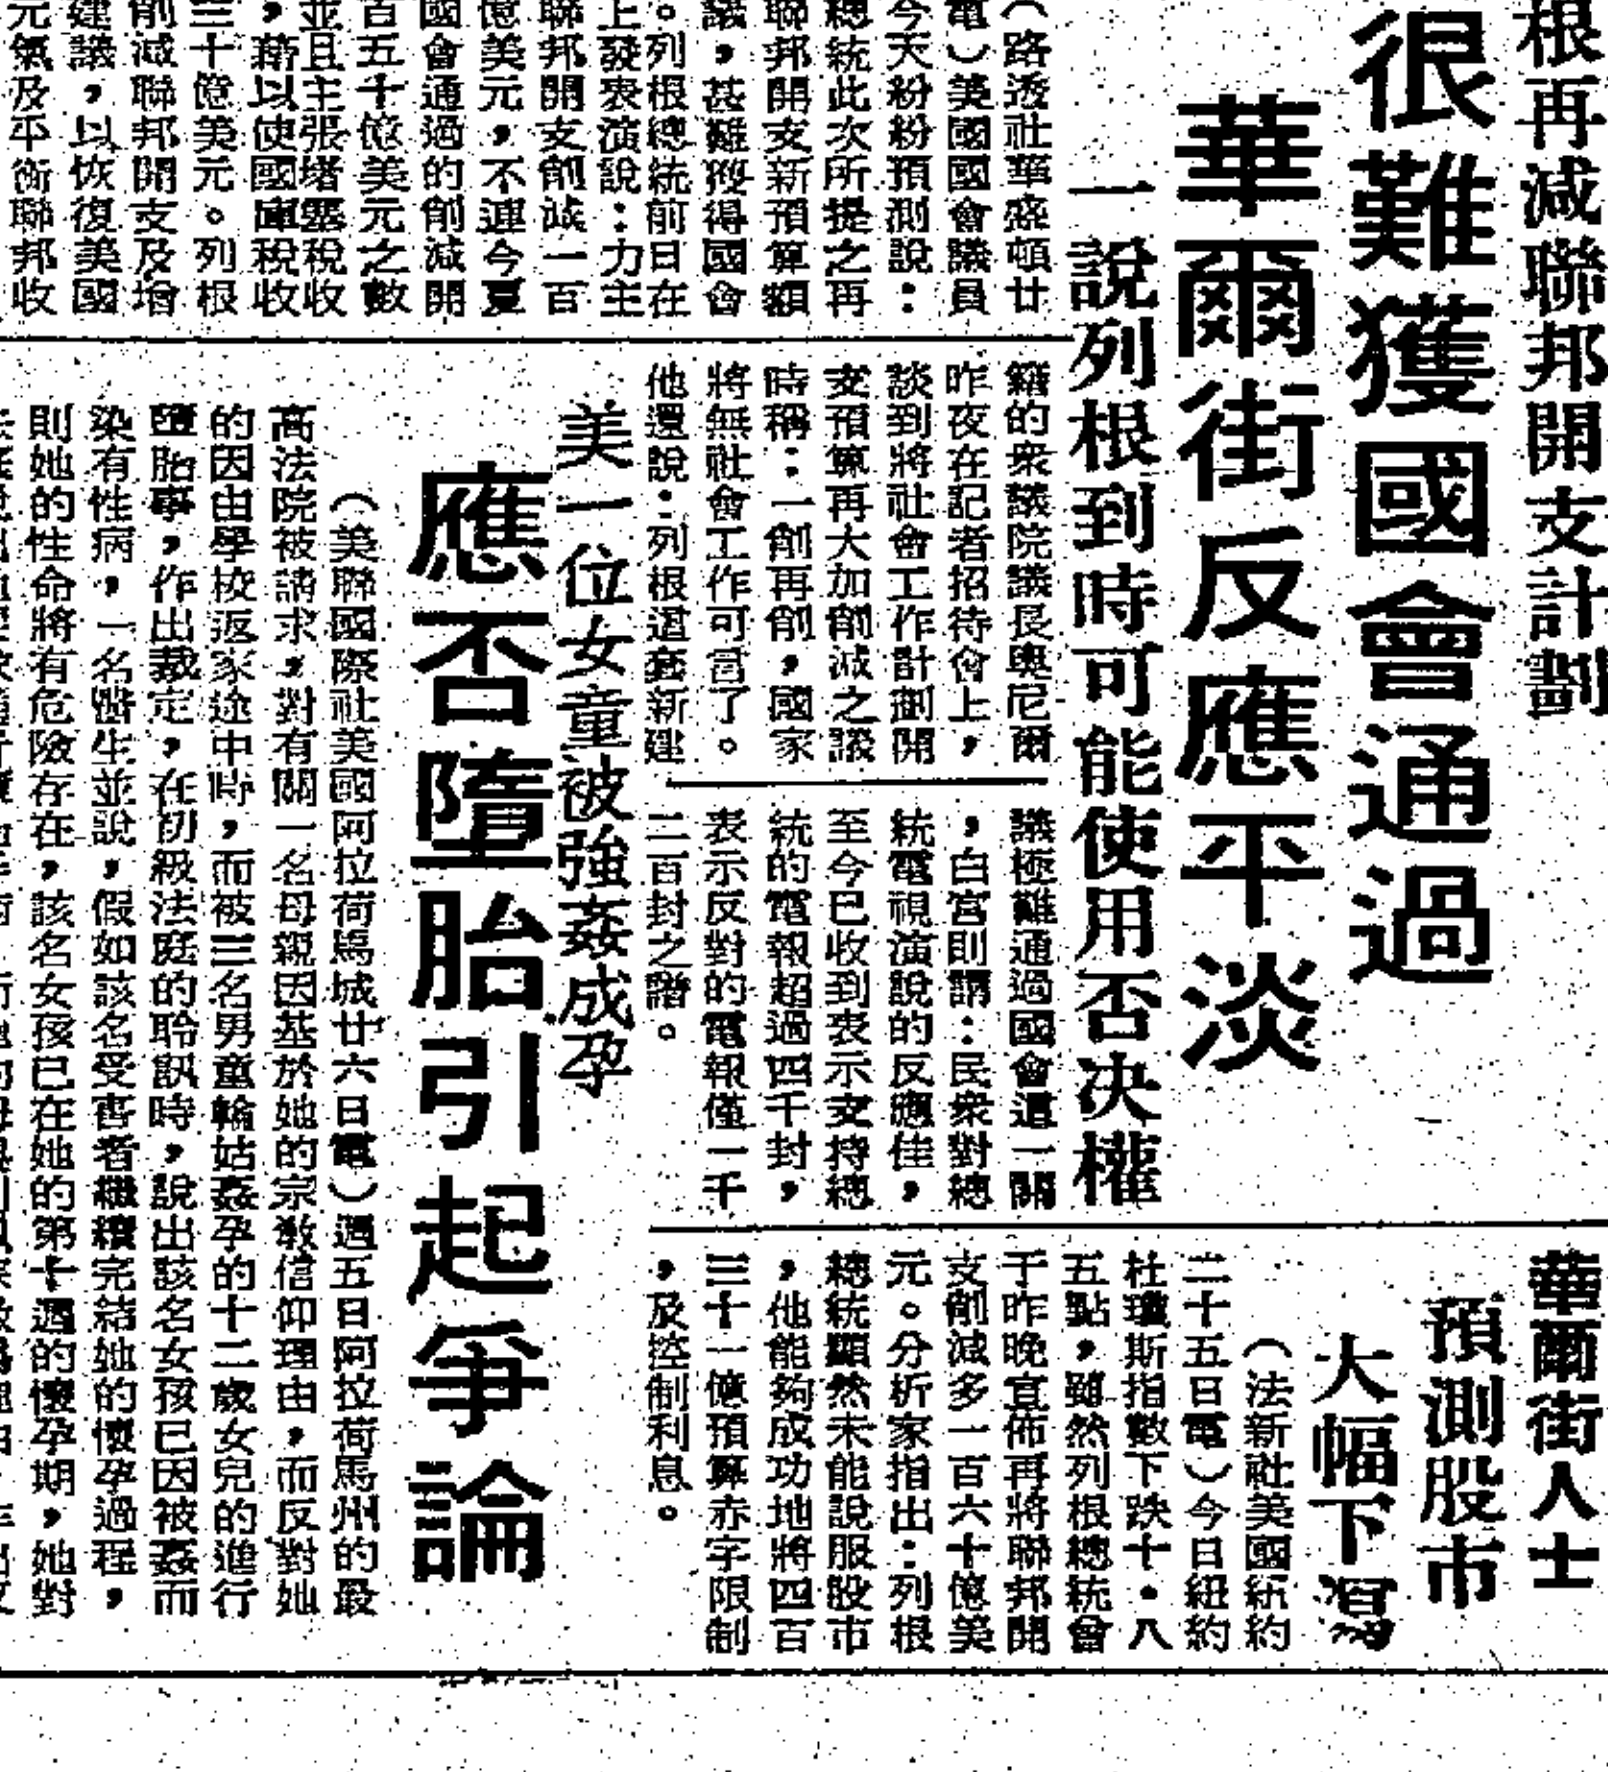 根再減聯邦開支計劃
很難獲國會通過
華爾街反應平淡
一說列根到時可能使用否決權
（路透社華盛頓廿
電）美國國會議員
今天紛紛預測說：
總統此次所提之再
聯邦開支新預算額
議，甚難獲得國會
。列根總統前日在
上發表演說：力主
聯邦開支削減一百
億美元，不連今夏
國會通過的削減開
百五十億美元之數
並且主張堵塞稅收
，藉以使國庫稅收
三十億美元。列根
削減聯邦開支及增
建議，以恢復美國
元氣及平衡聯邦收
籍的衆議院議長奧尼爾
昨夜在記者招待會上，
談到將社會工作計劃開
支預算再大加削減之議
時稱：一削再削，國家
將無社會工作可言了。
他還說：列根這套新建
議極難通過國會這一關
，白宮則謂：民衆對總
統電視演說的反應佳，
至今已收到表示支持總
統的電報超過四千封，
表示反對的電報僅一千
二百封之譜。
華爾街人士
預測股市
大幅下瀉
（法新社美國紐約
二十五日電）今日紐約
杜瓊斯指數下跌十·八
五點，雖然列根總統曾
于昨晚宣佈再將聯邦開
支削減多一百六十億美
元。分析家指出：列根
總統顯然未能說服股市
，他能夠成功地將四百
三十一億預算赤字限制
，及控制利息。
美一位女童被強姦成孕
應否墮胎引起爭論
（美聯國際社美國阿拉荷馬城廿六日電）週五日阿拉荷馬州的最
高法院被請求，對有關一名母親因基於她的宗教信仰理由，而反對她
的因由學校返家途中時，而被三名男童輪姑姦孕的十二歲女兒的進行
墮胎事，作出裁定，在初級法庭的聆訊時，說出該名女孩已因被姦而
染有性病，一名醫生並說，假如該名受害者繼續完結她的懷孕過程，
則她的性命將有危險存在，該名女孩已在她的第十週的懷孕期，她對